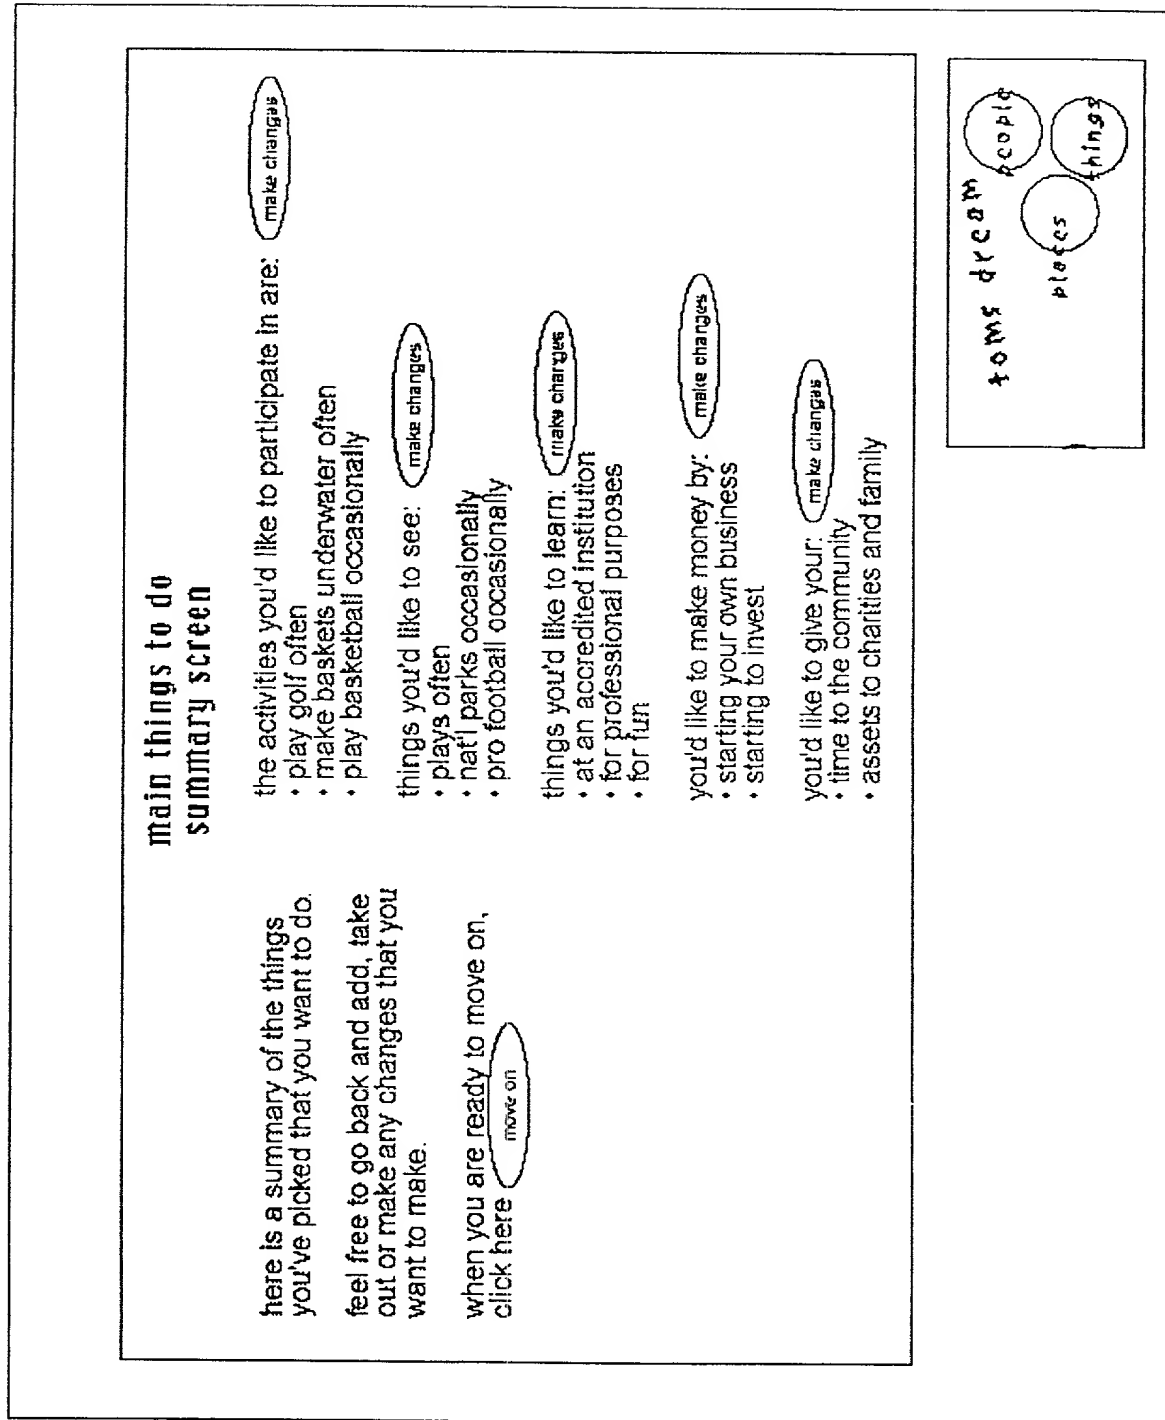 main things to do
summary screen
here is a summary of the things
you've picked that you want to do.
feel free to go back and add, take
out or make any changes that you
want to make.
when you are ready to move on,
click here move on
the activities you'd like to participate in are: make changes
• play golf often
• make baskets underwater often
• play basketball occasionally
things you'd like to see: make changes
• plays often
• nat'l parks occasionally
• pro football occasionally
things you'd like to learn: make changes
• at an accredited institution
• for professional purposes
• for fun
you'd like to make money by: make changes
• starting your own business
• starting to invest
you'd like to give your: make changes
• time to the community
• assets to charities and family
toms dream
people
places
things